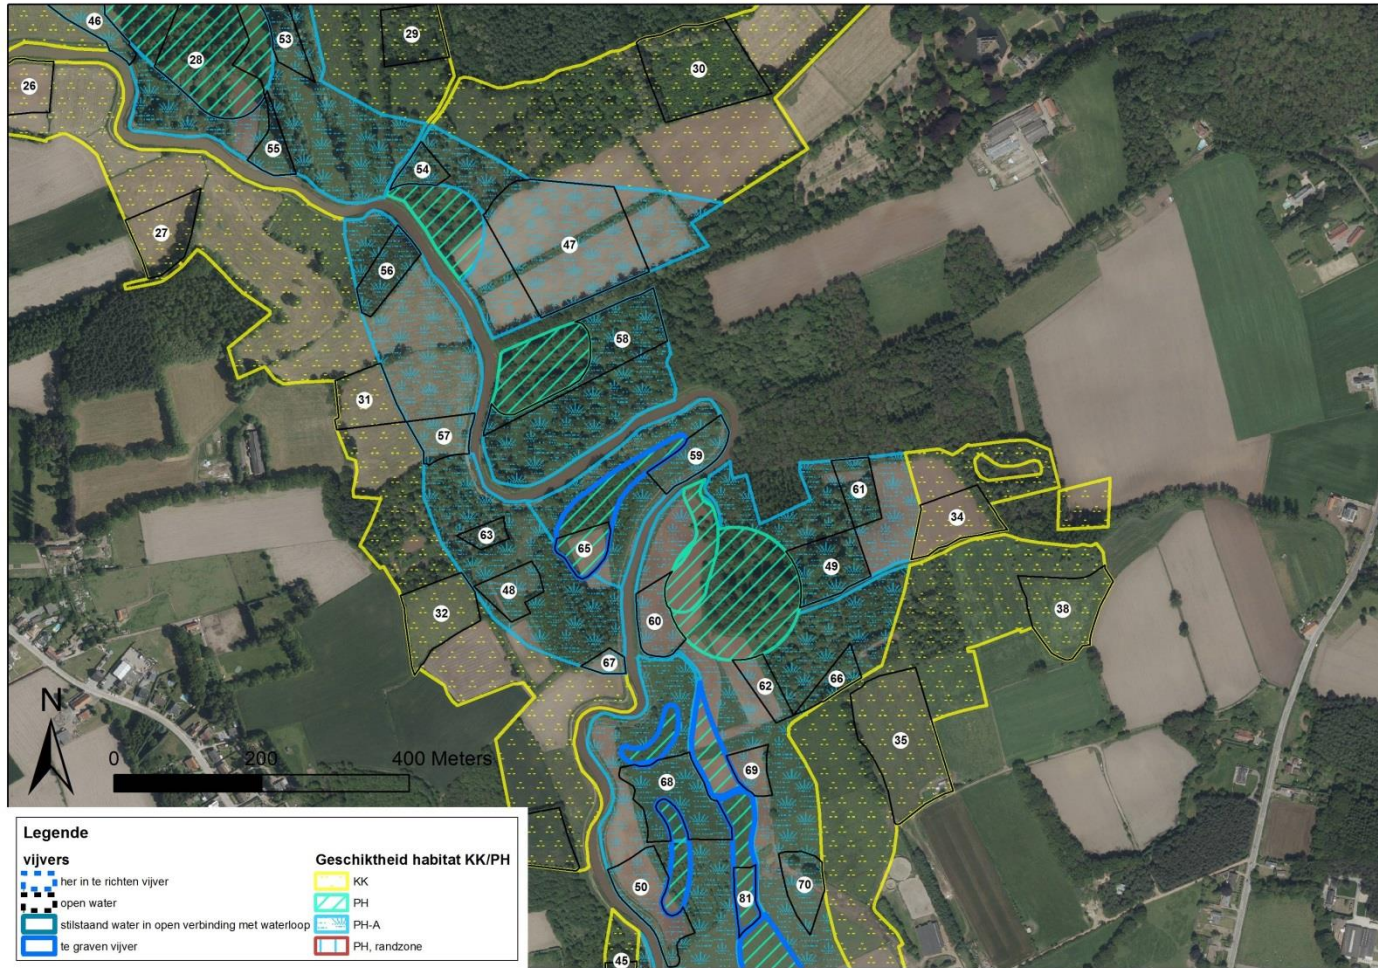 46
28
53
29
30
26
55
54
27
47
56
58
31
57
59
61
34
63
65
49
48
32
60
38
67
62
66
35
68
69
50
81
70
45
N
0 200 400 Meters
Legende
vijvers
her in te richten vijver
open water
stilstaand water in open verbinding met waterloop
te graven vijver
Geschiktheid habitat KK/PH
KK
PH
PH-A
PH, randzone